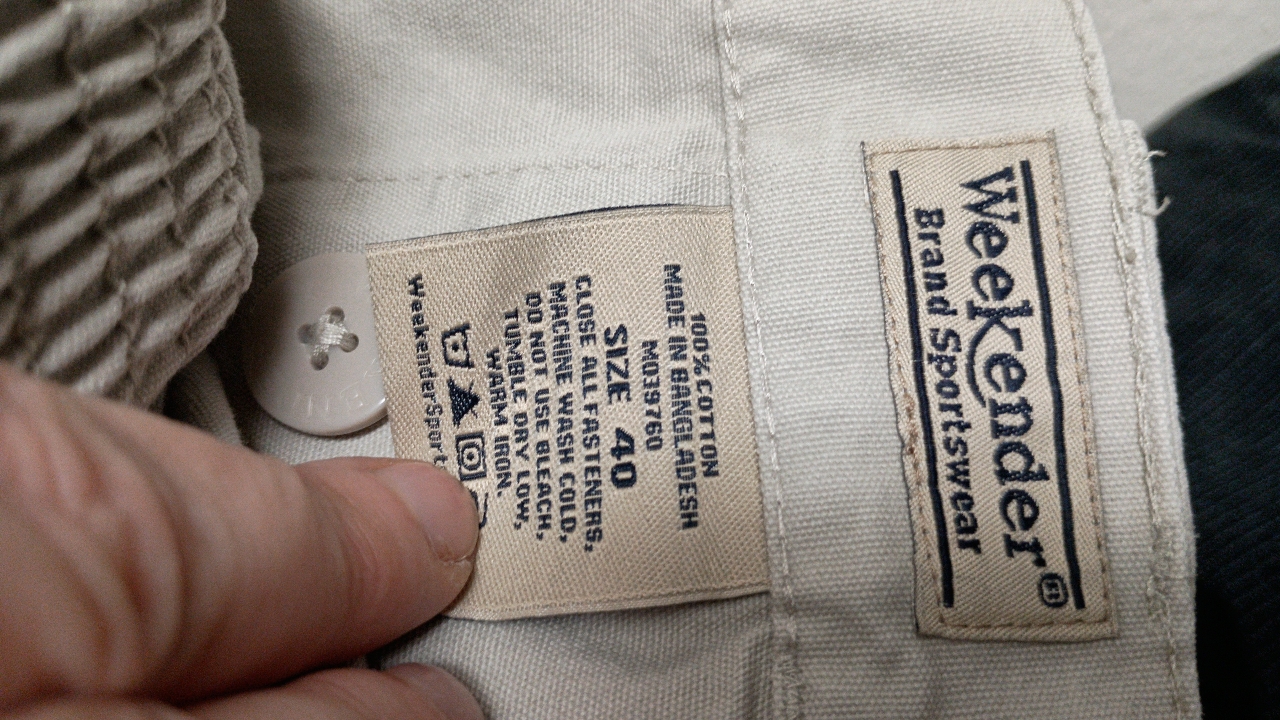 Weekender®
Brand Sportswear
100% COTTON
MADE IN BANGLADESH
M039760
SIZE 40
CLOSE ALL FASTENERS,
MACHINE WASH COLD,
DO NOT USE BLEACH,
TUMBLE DRY LOW,
WARM IRON.